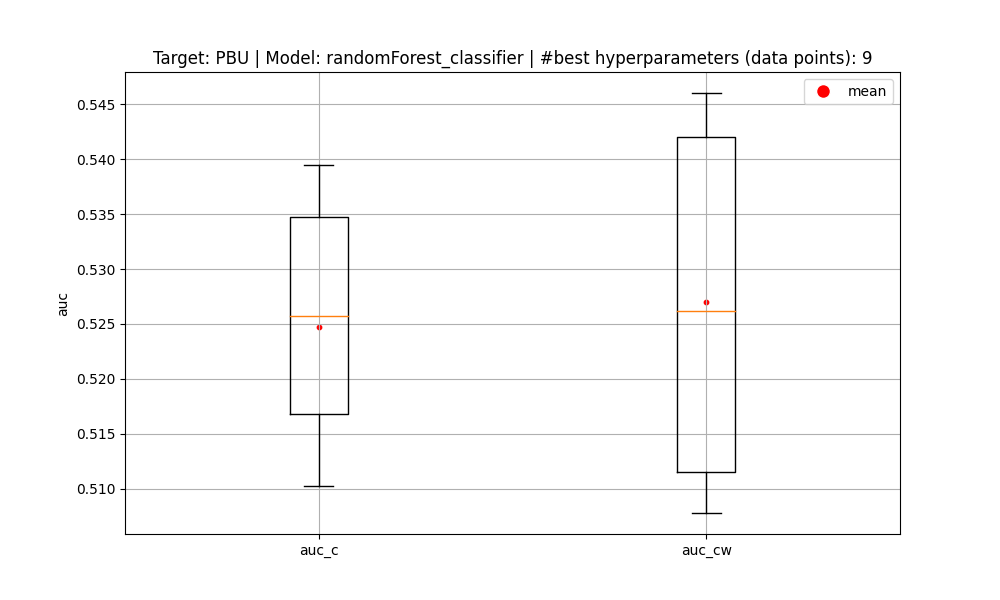 Target: PBU | Model: randomForest_classifier | #best hyperparameters (data points): 9
mean
0.545
0.540
0.535
0.530
0.525
0.520
0.515
0.510
auc
auc_c
auc_cw